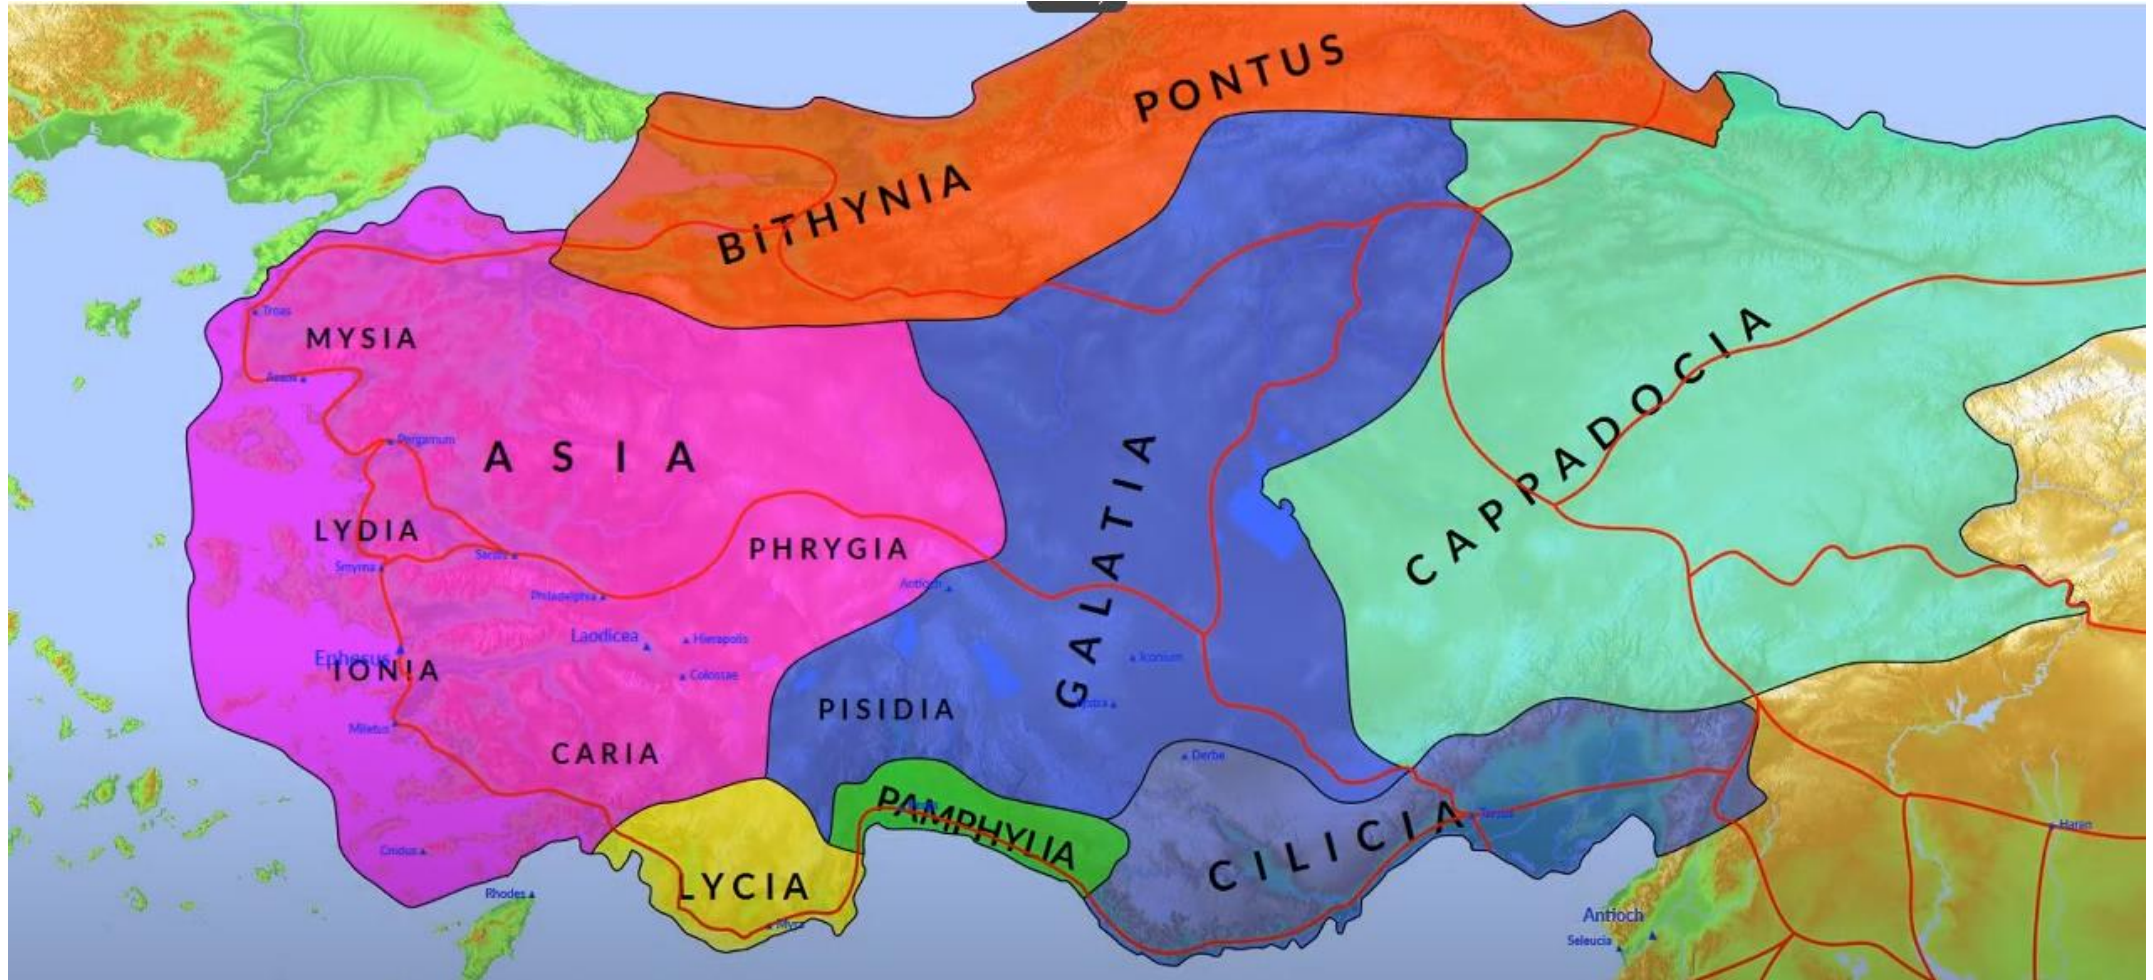 PONTUS
BiTHYNIA
Troas
MYSIA
Assos
CAPPADOCIA
Pergamum
ASIA
GALATIA
LYDIA
PHRYGIA
Sardis
Smyrna
Antioch
Philadelphia
Laodicea
Hierapolis
Ephesus
IONIA
Colossae
Iconium
PISIDIA
Lystra
Miletus
CARIA
Derbe
PAMPHYLIA
CILICIA
Tarsus
Haran
Cnidus
LYCIA
Rhodes
Myra
Antioch
Seleucia